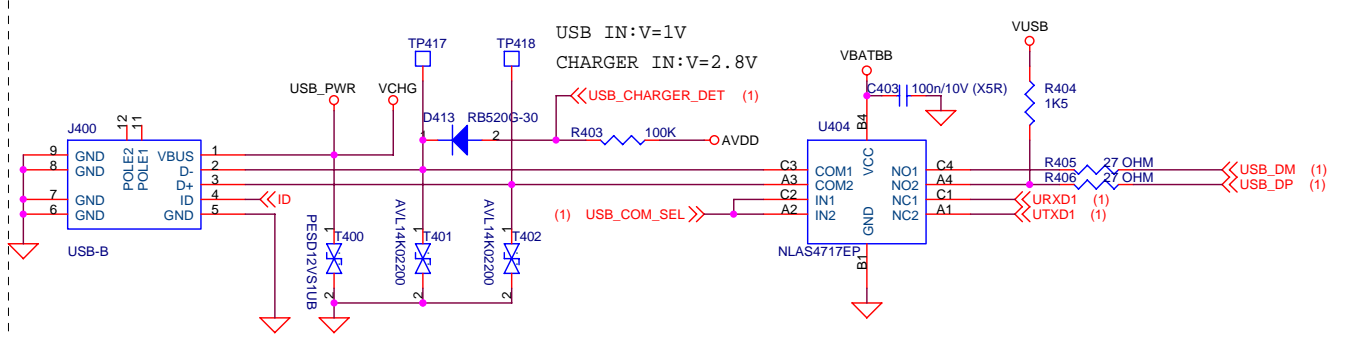 USB IN:V=1V
CHARGER IN:V=2.8V
TP417
TP418
VUSB
VBATBB
USB_PWR
VCHG
USB_CHARGER_DET (1)
C403
100n/10V (X5R)
R404
1K5
D413
RB520G-30
1
2
R403
100K
AVDD
U404
B4
J400
12
11
POLE2
POLE1
9 GND
8 GND
7 GND
6 GND
VBUS 1
D- 2
D+ 3
ID 4
GND 5
ID
USB-B
C3 COM1
A3 COM2
C2 IN1
A2 IN2
VCC
GND
NO1 C4
NO2 A4
NC1 C1
NC2 A1
B1
NLAS4717EP
(1) USB_COM_SEL
R405
27 OHM
R406
27 OHM
USB_DM (1)
USB_DP (1)
URXD1 (1)
UTXD1 (1)
1
T400
2
PESD12VS1UB
1
T401
2
AVL14K02200
1
T402
2
AVL14K02200